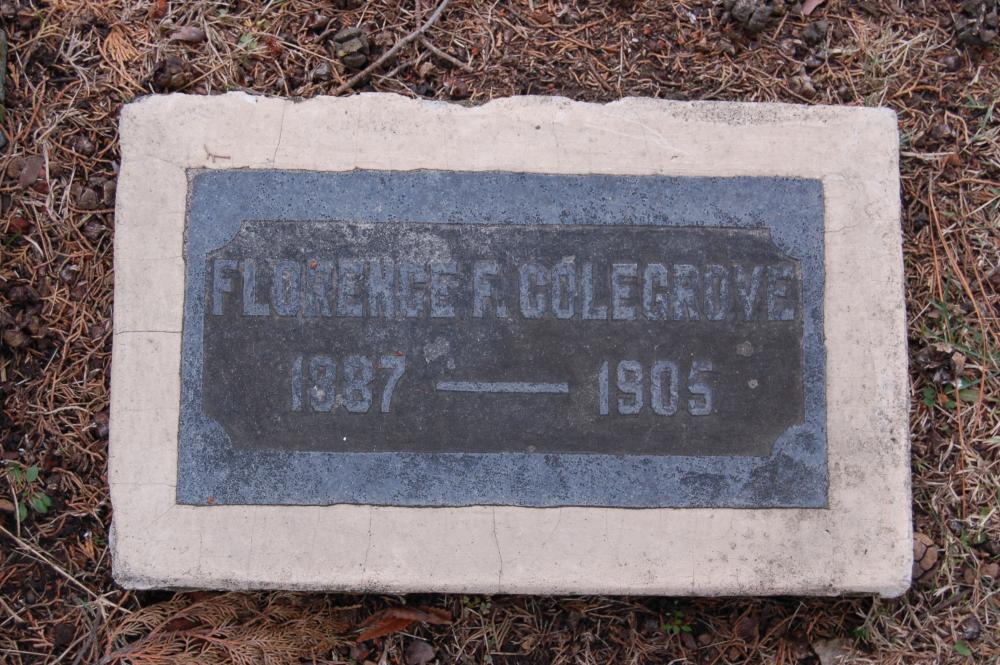 FLORENCE F. COLEGROVE
1887 — 1905